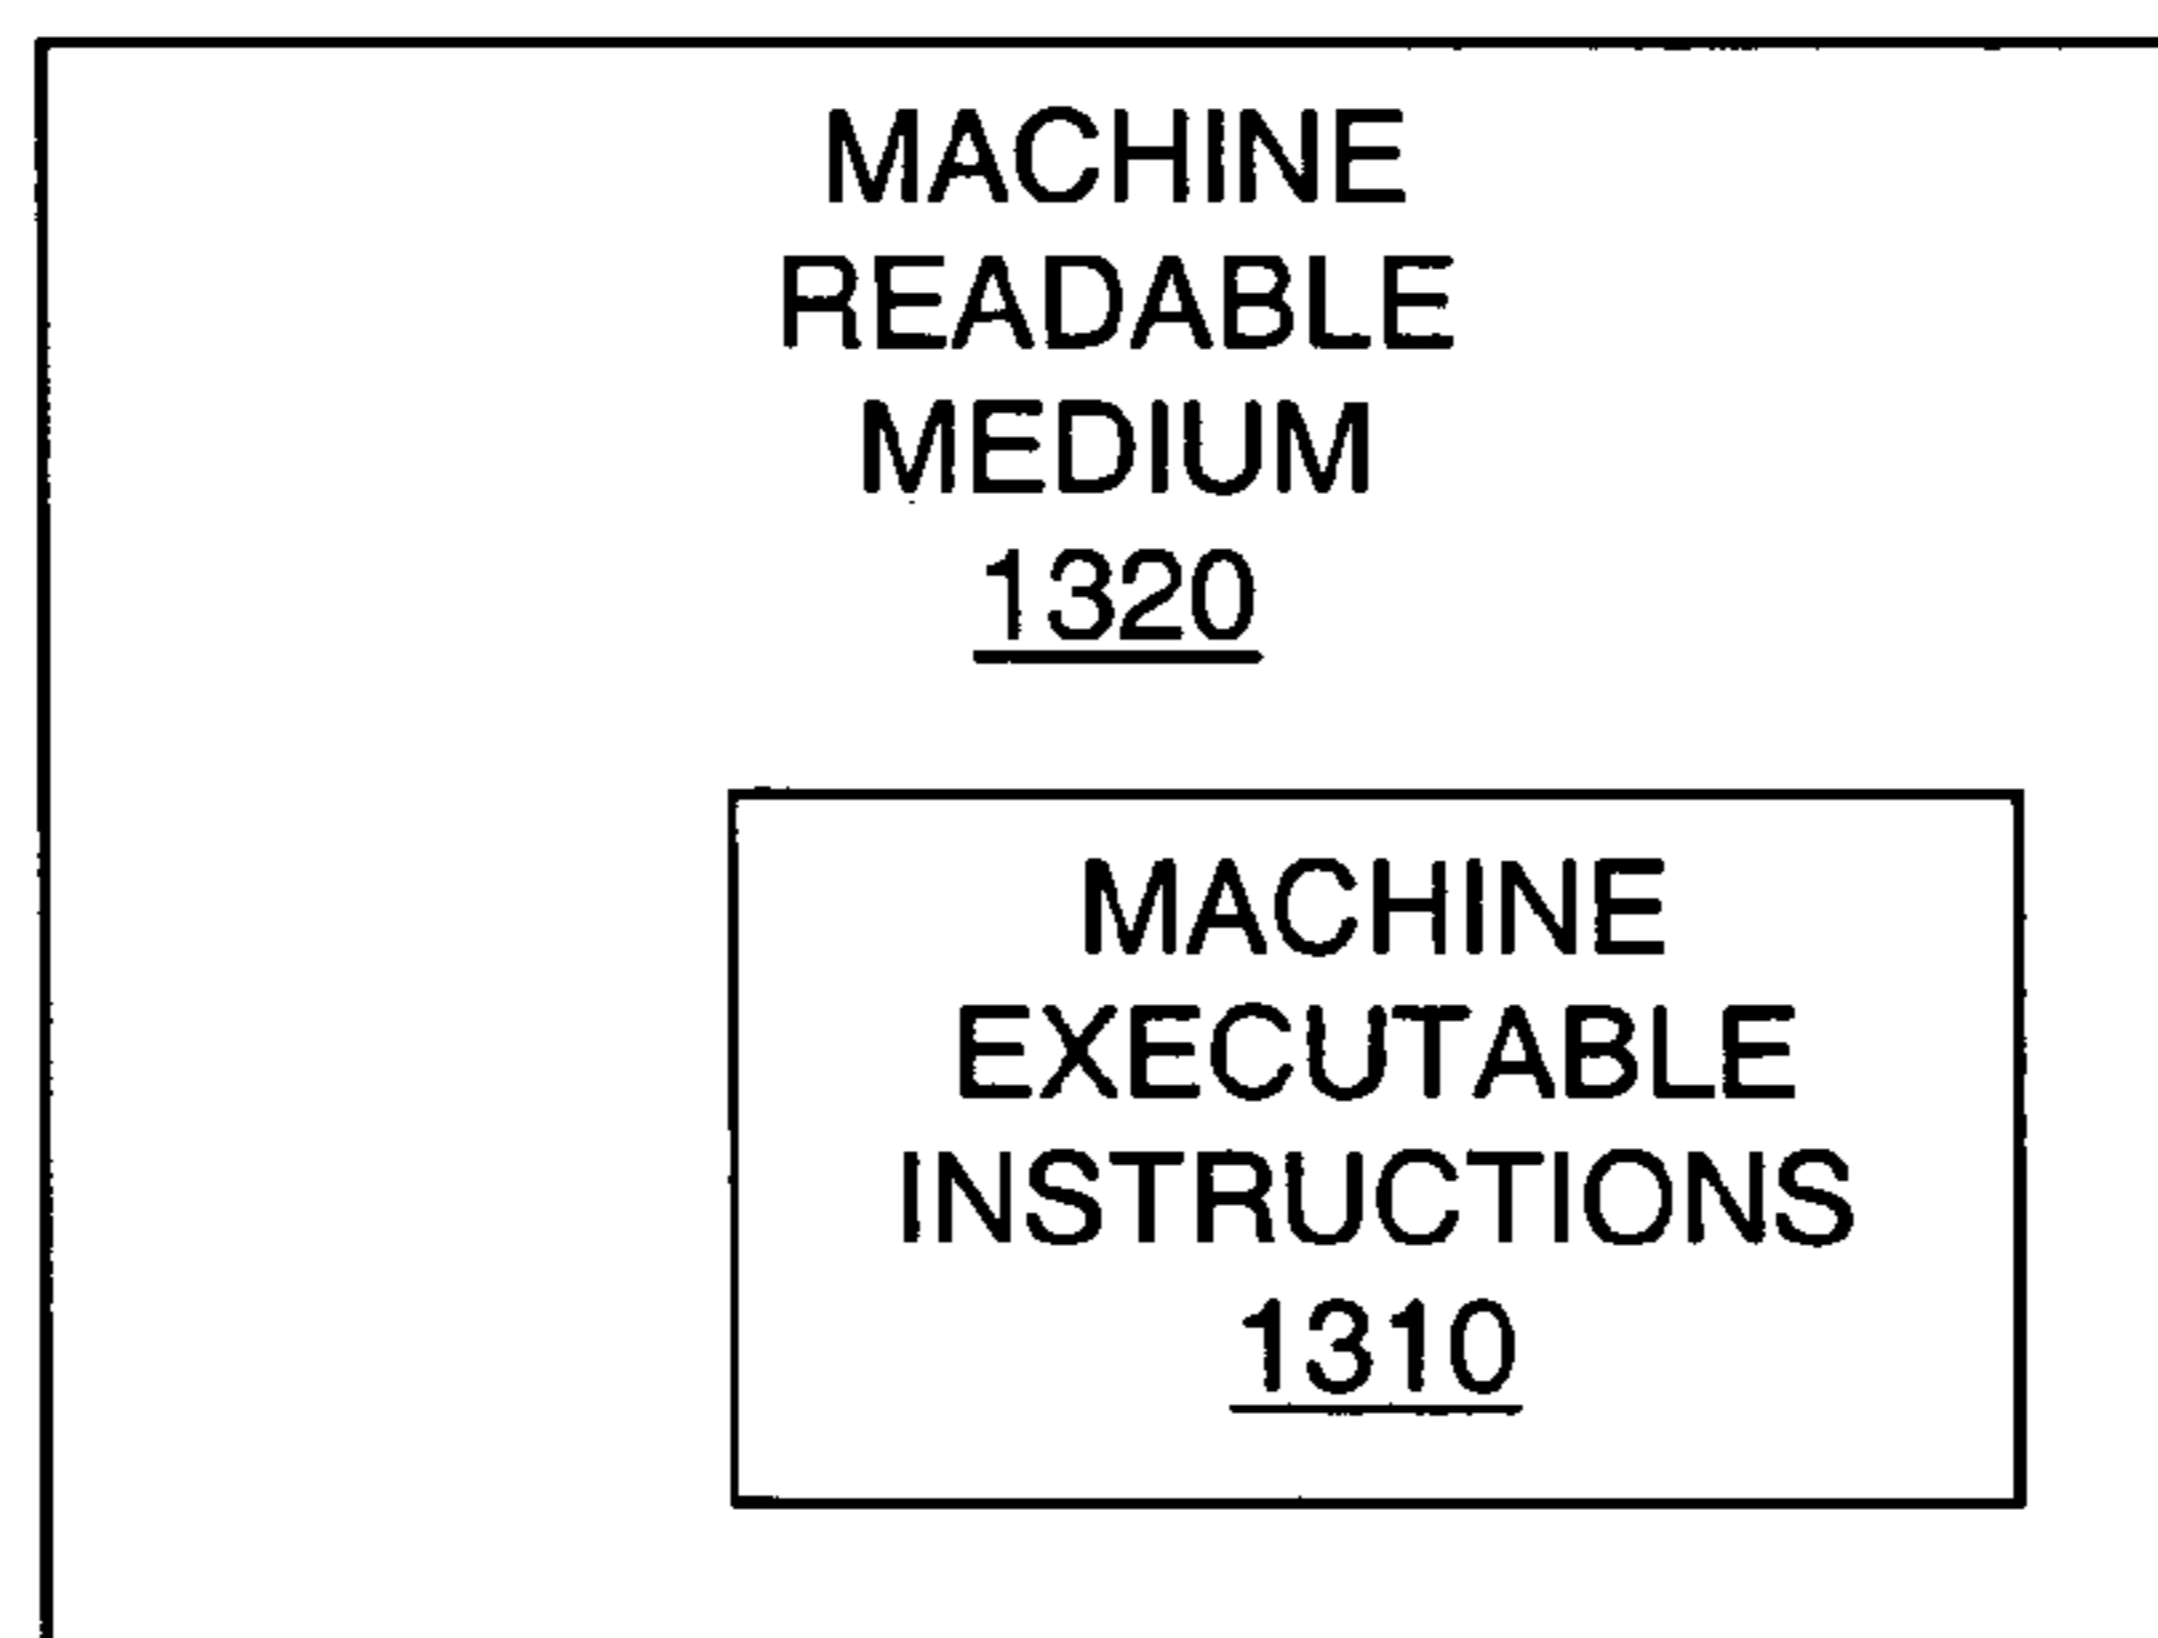 MACHINE
READABLE
MEDIUM
1320
MACHINE
EXECUTABLE
INSTRUCTIONS
1310